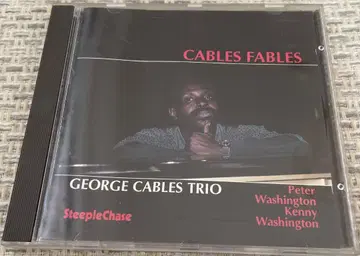 CABLES FABLES
GEORGE CABLES TRIO
Peter
Washington
Kenny
Washington
SteepleChase